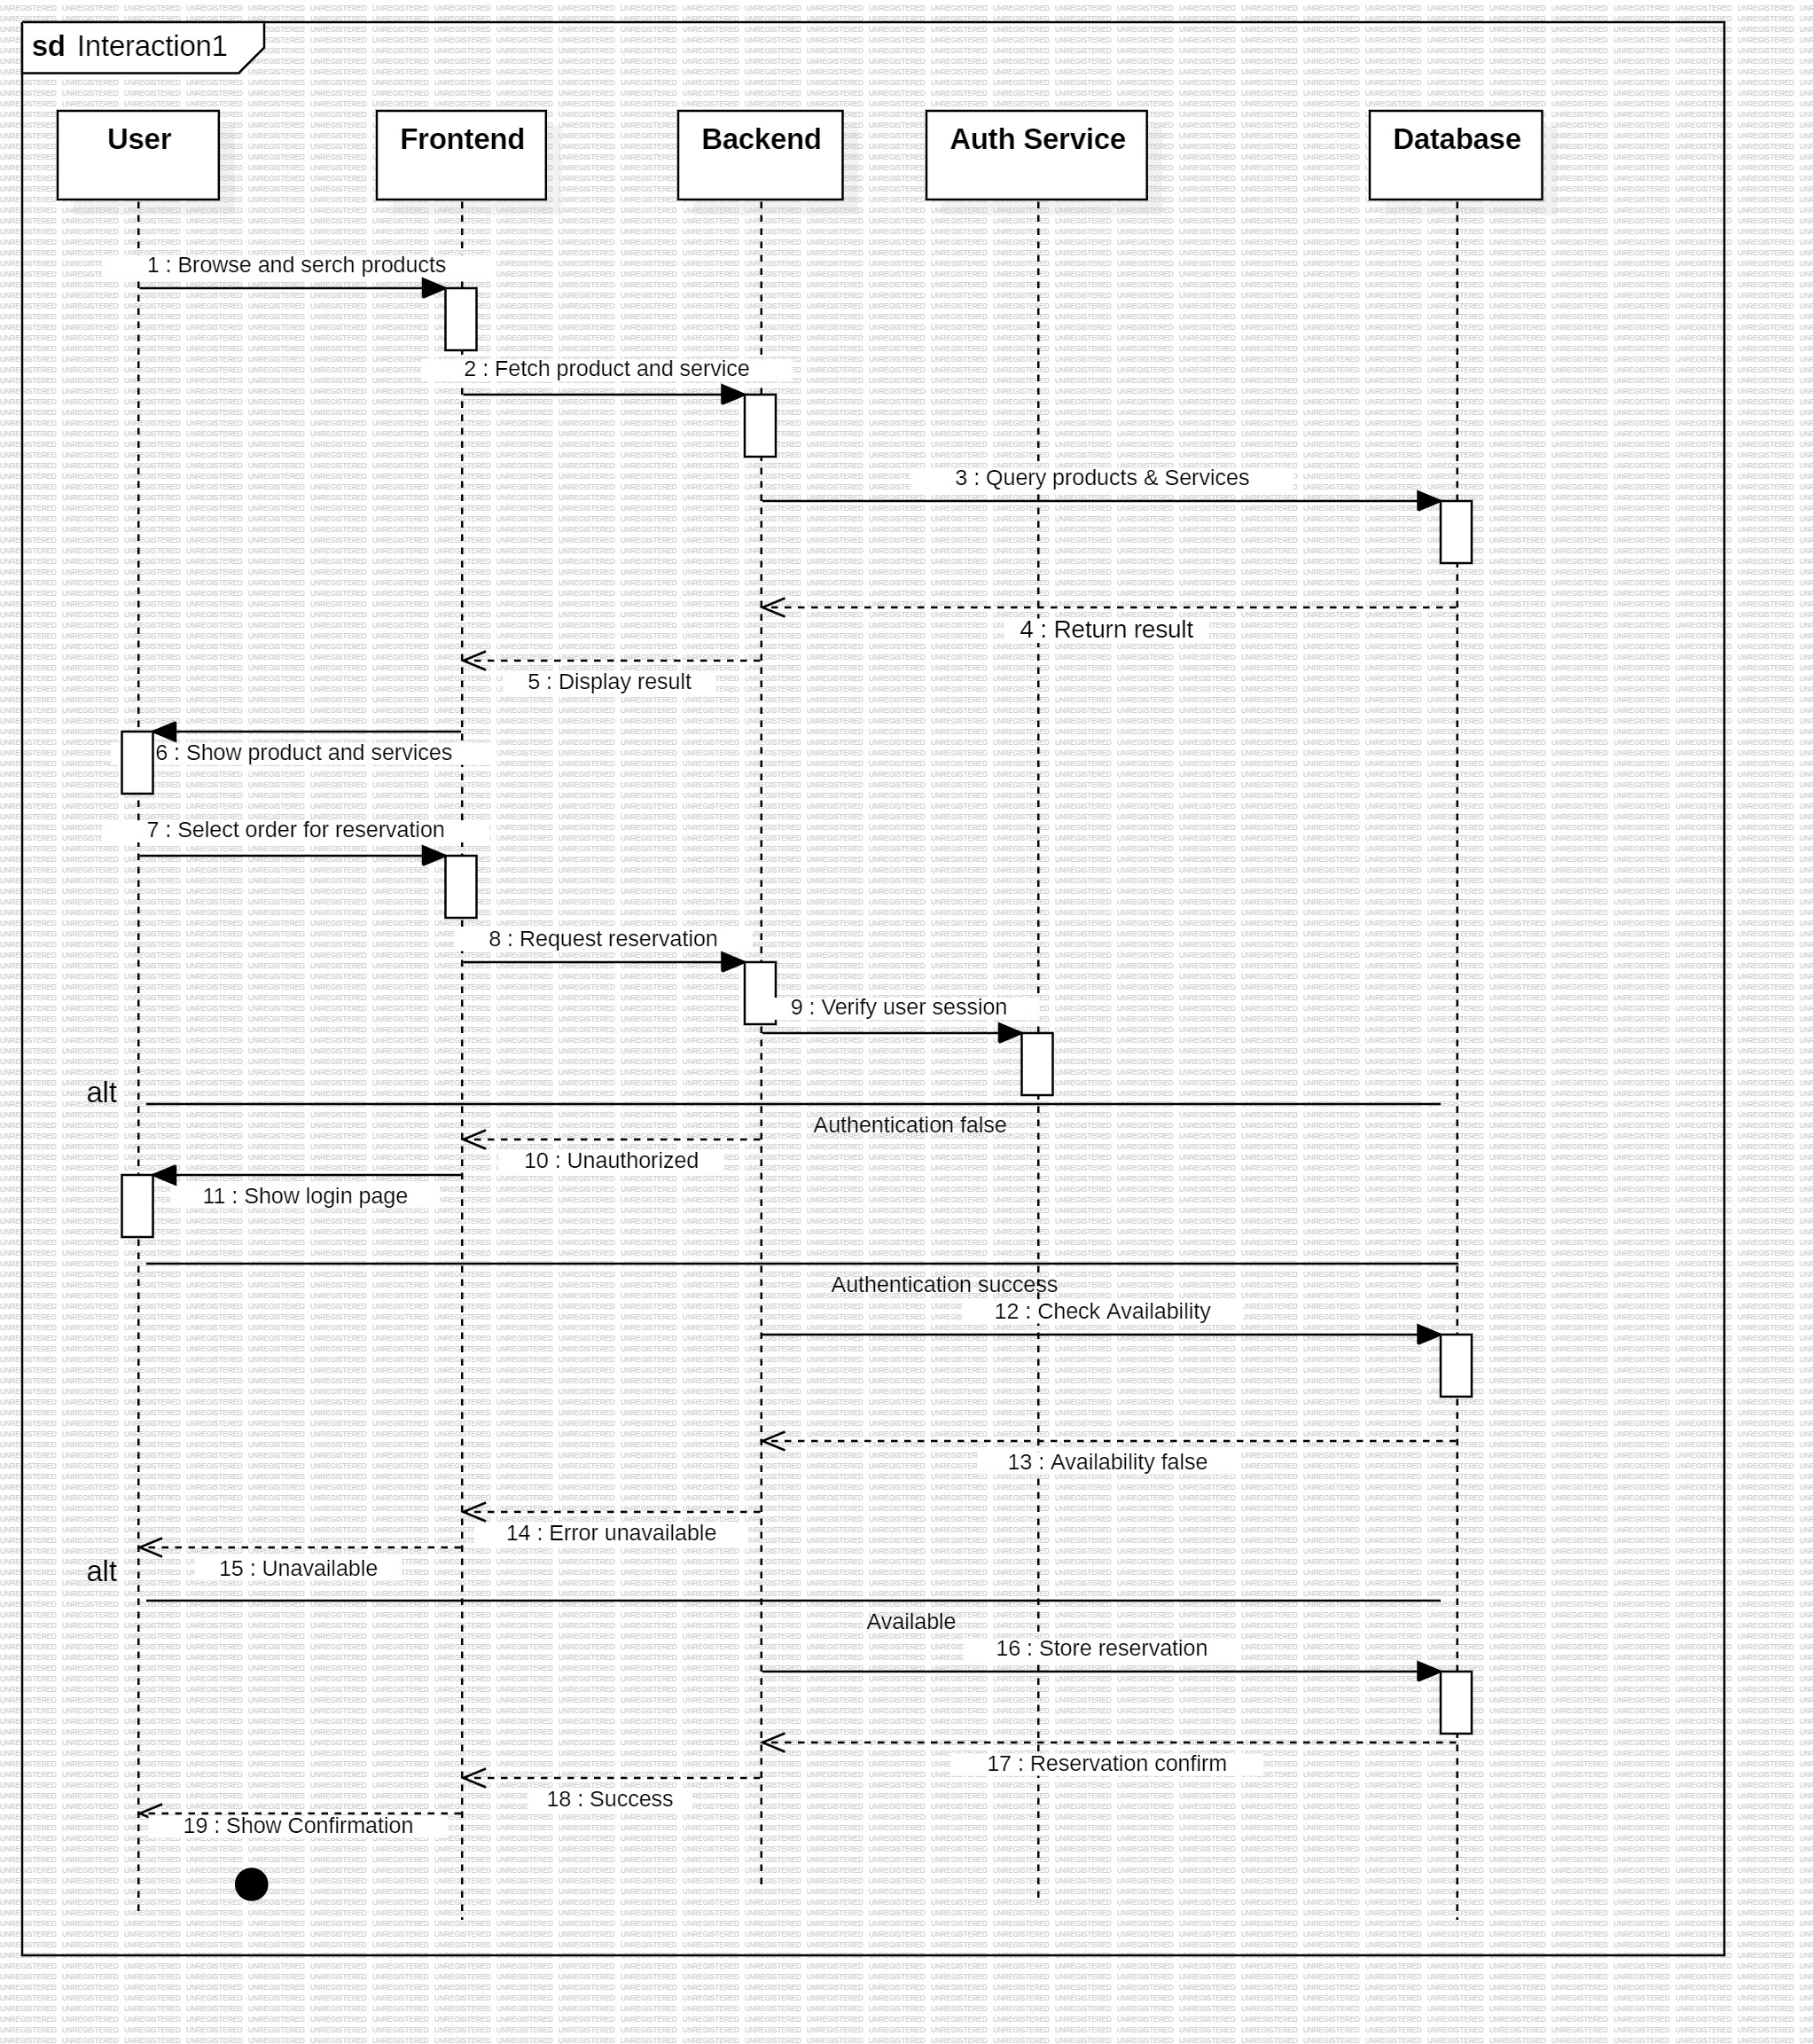 sd Interaction1
User
Frontend
Backend
Auth Service
Database
1 : Browse and serch products
2 : Fetch product and service
3 : Query products & Services
4 : Return result
5 : Display result
6 : Show product and services
7 : Select order for reservation
8 : Request reservation
9 : Verify user session
alt
Authentication false
10 : Unauthorized
11 : Show login page
Authentication success
12 : Check Availability
13 : Availability false
14 : Error unavailable
15 : Unavailable
alt
Available
16 : Store reservation
17 : Reservation confirm
18 : Success
19 : Show Confirmation
UNREGISTERED